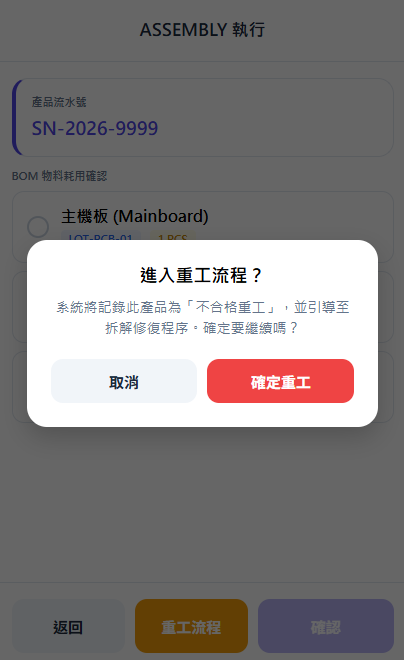 ASSEMBLY 執行
產品流水號
SN-2026-9999
BOM 物料耗用確認
主機板 (Mainboard)
LOT-PCB-01 1 PCS
進入重工流程？
系統將記錄此產品為「不合格重工」，並引導至
拆解修復程序。確定要繼續嗎？
取消 確定重工
返回 重工流程 確認